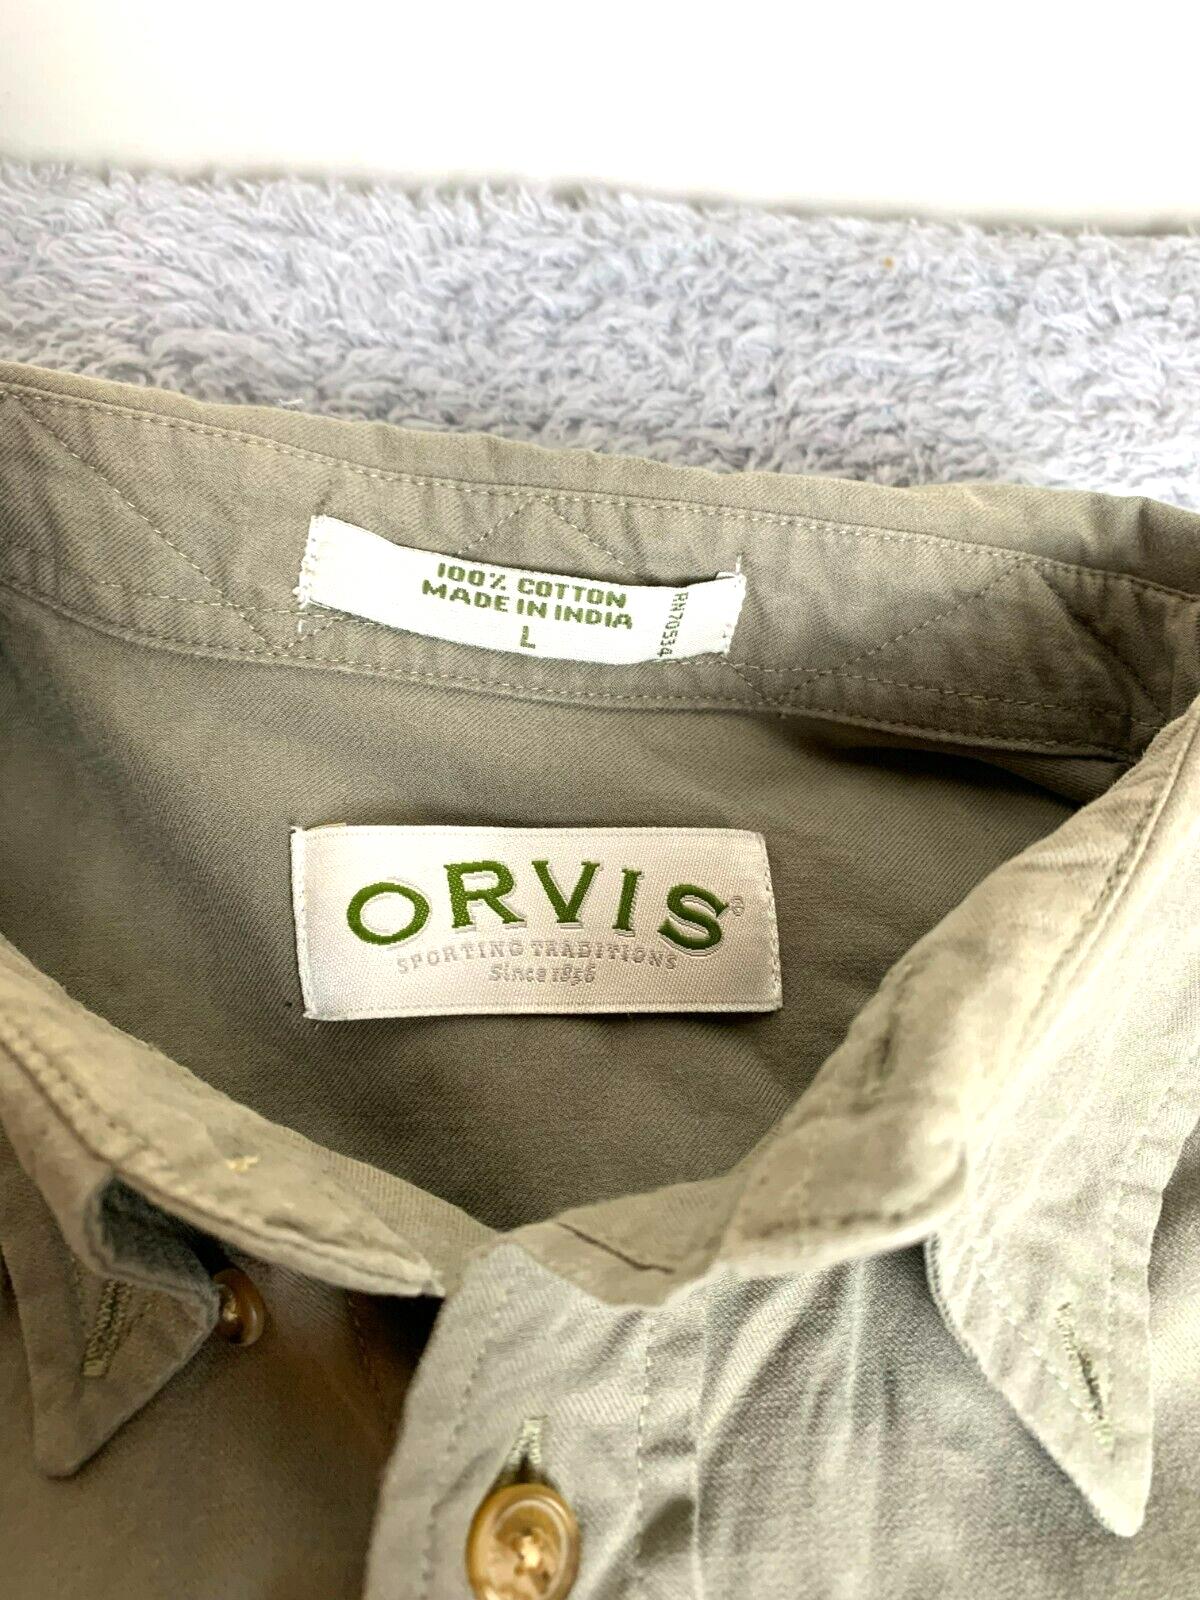 100% COTTON
MADE IN INDIA
L
RN70534
ORVIS®
SPORTING TRADITIONS
Since 1856